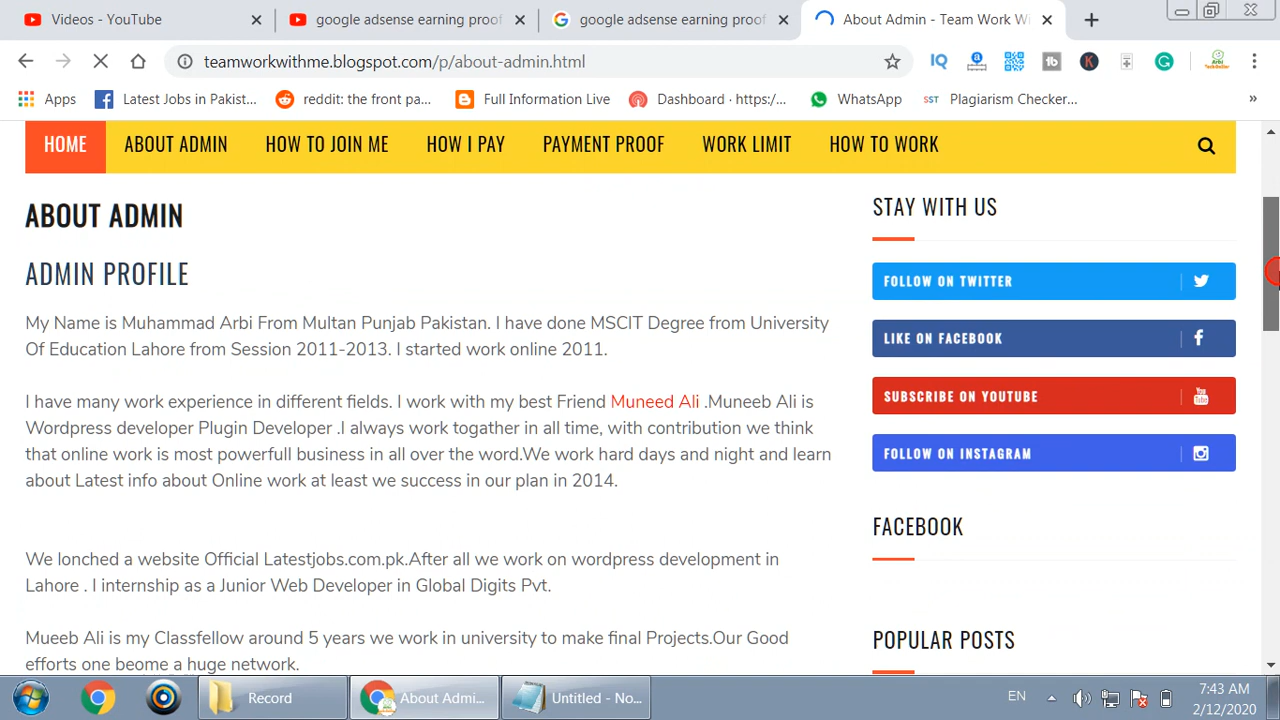 Videos - YouTube
google adsense earning proof
google adsense earning proof
About Admin - Team Work Wi
teamworkwithme.blogspot.com/p/about-admin.html
Apps
Latest Jobs in Pakist...
reddit: the front pa...
Full Information Live
Dashboard · https:/...
WhatsApp
SST
Plagiarism Checker...
HOME
ABOUT ADMIN
HOW TO JOIN ME
HOW I PAY
PAYMENT PROOF
WORK LIMIT
HOW TO WORK
ABOUT ADMIN
ADMIN PROFILE
My Name is Muhammad Arbi From Multan Punjab Pakistan. I have done MSCIT Degree from University
Of Education Lahore from Session 2011-2013. I started work online 2011.
I have many work experience in different fields. I work with my best Friend Muneed Ali .Muneeb Ali is
Wordpress developer Plugin Developer .I always work together in all time, with contribution we think
that online work is most powerfull business in all over the word.We work hard days and night and learn
about Latest info about Online work at least we success in our plan in 2014.
We lonched a website Official Latestjobs.com.pk.After all we work on wordpress development in
Lahore . I internship as a Junior Web Developer in Global Digits Pvt.
Mueeb Ali is my Classfellow around 5 years we work in university to make final Projects.Our Good
efforts one beome a huge network.
STAY WITH US
FOLLOW ON TWITTER
LIKE ON FACEBOOK
SUBSCRIBE ON YOUTUBE
FOLLOW ON INSTAGRAM
FACEBOOK
POPULAR POSTS
Record
About Admi...
Untitled - No...
EN
7:43 AM
2/12/2020